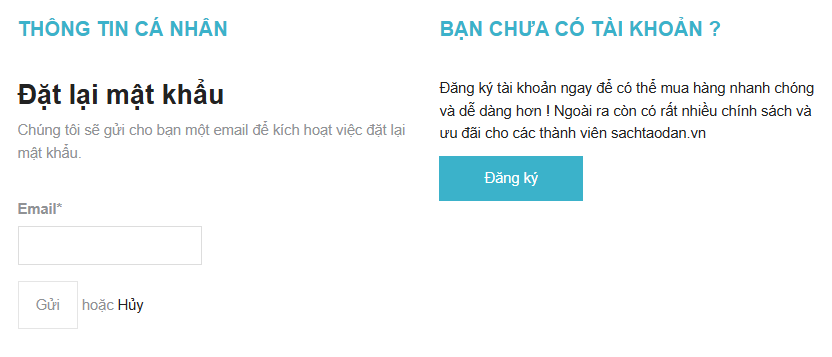 THÔNG TIN CÁ NHÂN
Đặt lại mật khẩu
Chúng tôi sẽ gửi cho bạn một email để kích hoạt việc đặt lại
mật khẩu.
Email*
Gửi hoặc Hủy
BẠN CHƯA CÓ TÀI KHOẢN ?
Đăng ký tài khoản ngay để có thể mua hàng nhanh chóng
và dễ dàng hơn ! Ngoài ra còn có rất nhiều chính sách và
ưu đãi cho các thành viên sachtaodan.vn
Đăng ký